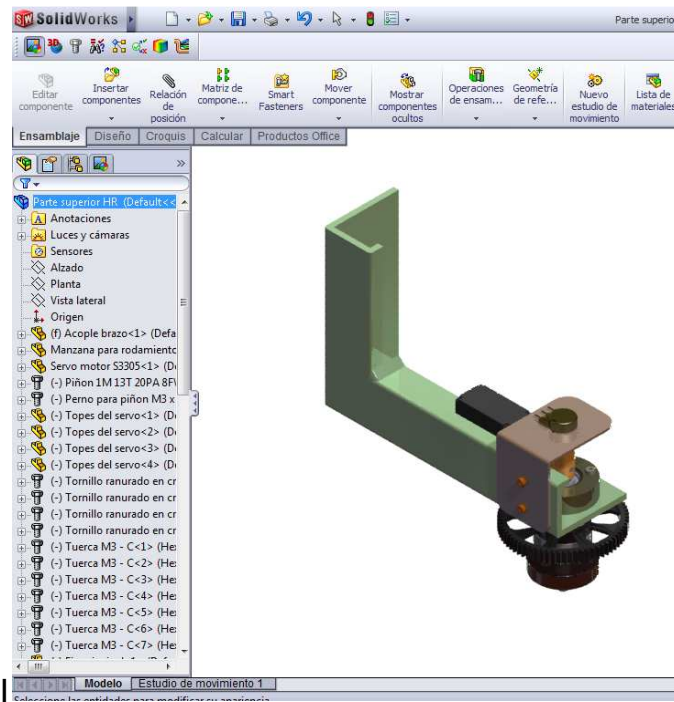 SolidWorks
Parte superio
Editar componente
Insertar componentes
Relación de posición
Matriz de compone...
Smart Fasteners
Mover componente
Mostrar componentes ocultos
Operaciones de ensam...
Geometría de refe...
Nuevo estudio de movimiento
Lista de materiales
Ensamblaje Diseño Croquis Calcular Productos Office
Parte superior HR (Default<<
Anotaciones
Luces y cámaras
Sensores
Alzado
Planta
Vista lateral
Origen
(f) Acople brazo<1> (Defa
Manzana para rodamiento
Servo motor S3305<1> (D
(-) Piñon 1M 13T 20PA 8F
(-) Perno para piñon M3 x
(-) Topes del servo<1> (D
(-) Topes del servo<2> (D
(-) Topes del servo<3> (D
(-) Topes del servo<4> (D
(-) Tornillo ranurado en cr
(-) Tornillo ranurado en cr
(-) Tornillo ranurado en cr
(-) Tornillo ranurado en cr
(-) Tuerca M3 - C<1> (He
(-) Tuerca M3 - C<2> (He
(-) Tuerca M3 - C<3> (He
(-) Tuerca M3 - C<4> (He
(-) Tuerca M3 - C<5> (He
(-) Tuerca M3 - C<6> (He
(-) Tuerca M3 - C<7> (He
Modelo Estudio de movimiento 1
Seleccione las entidades para modificar su apariencia